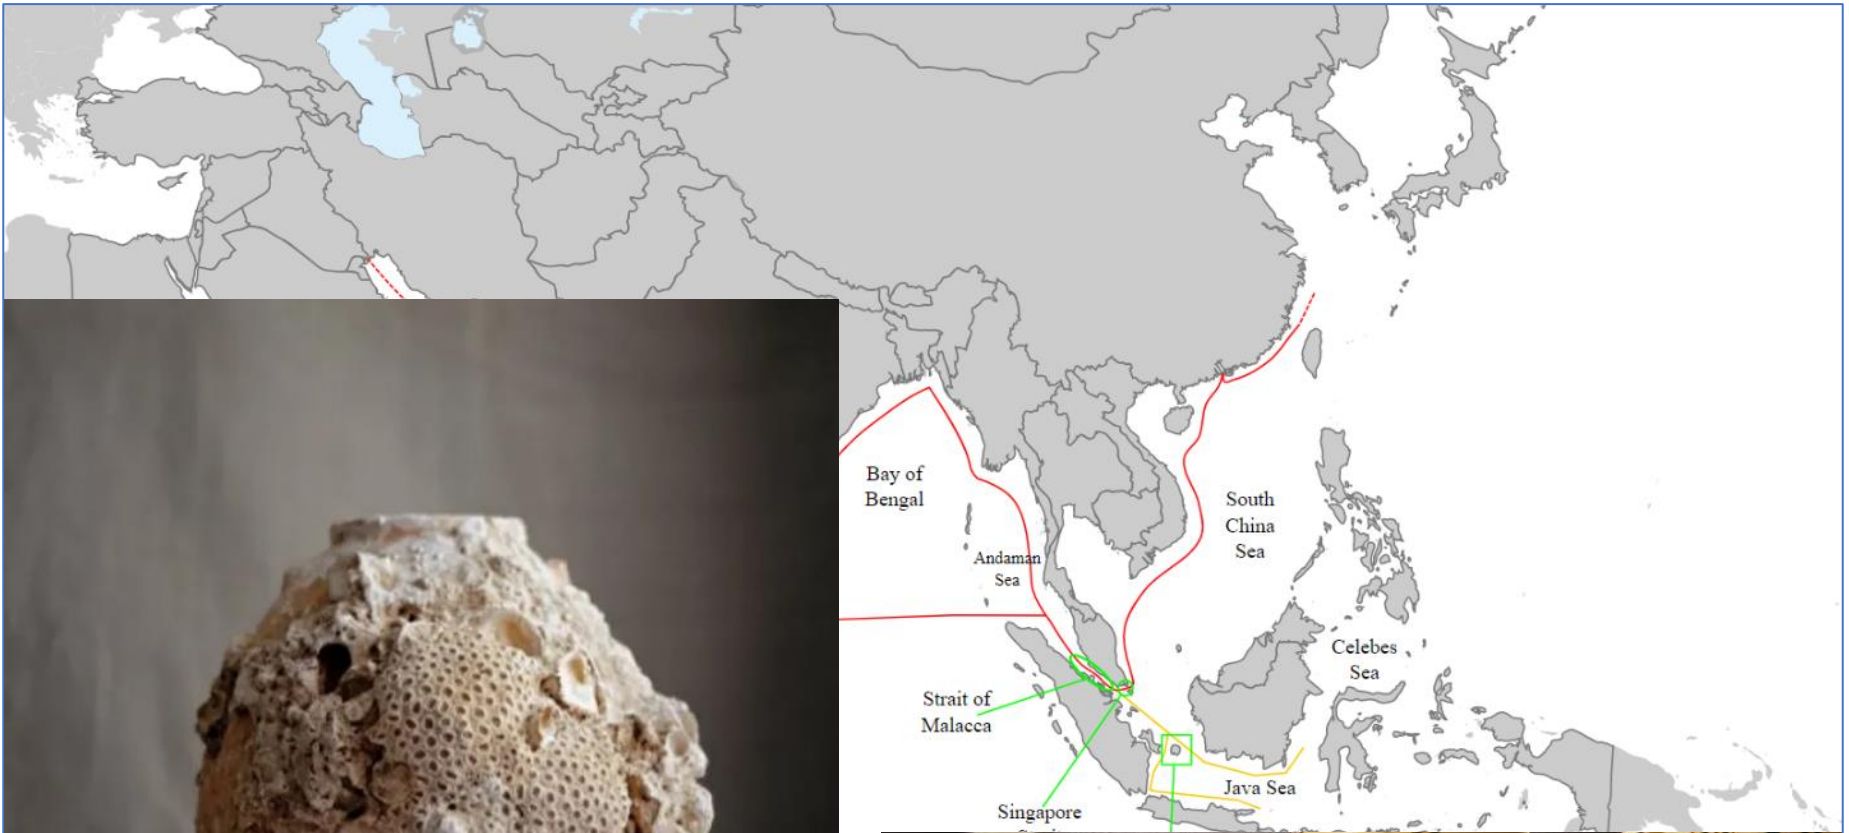 Bay of
Bengal
South
China
Sea
Andaman
Sea
Celebes
Sea
Strait of
Malacca
Java Sea
Singapore